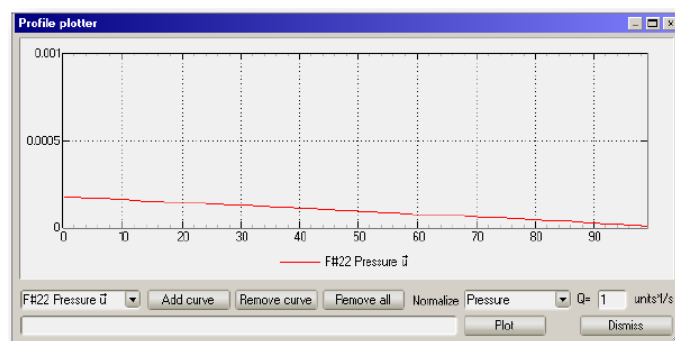 Profile plotter
0.001
0.0005
0
0 10 20 30 40 50 60 70 80 90
F#22 Pressure u⃗
F#22 Pressure u⃗ Add curve Remove curve Remove all Normalize Pressure Q= 1 units*l/s
Plot Dismiss